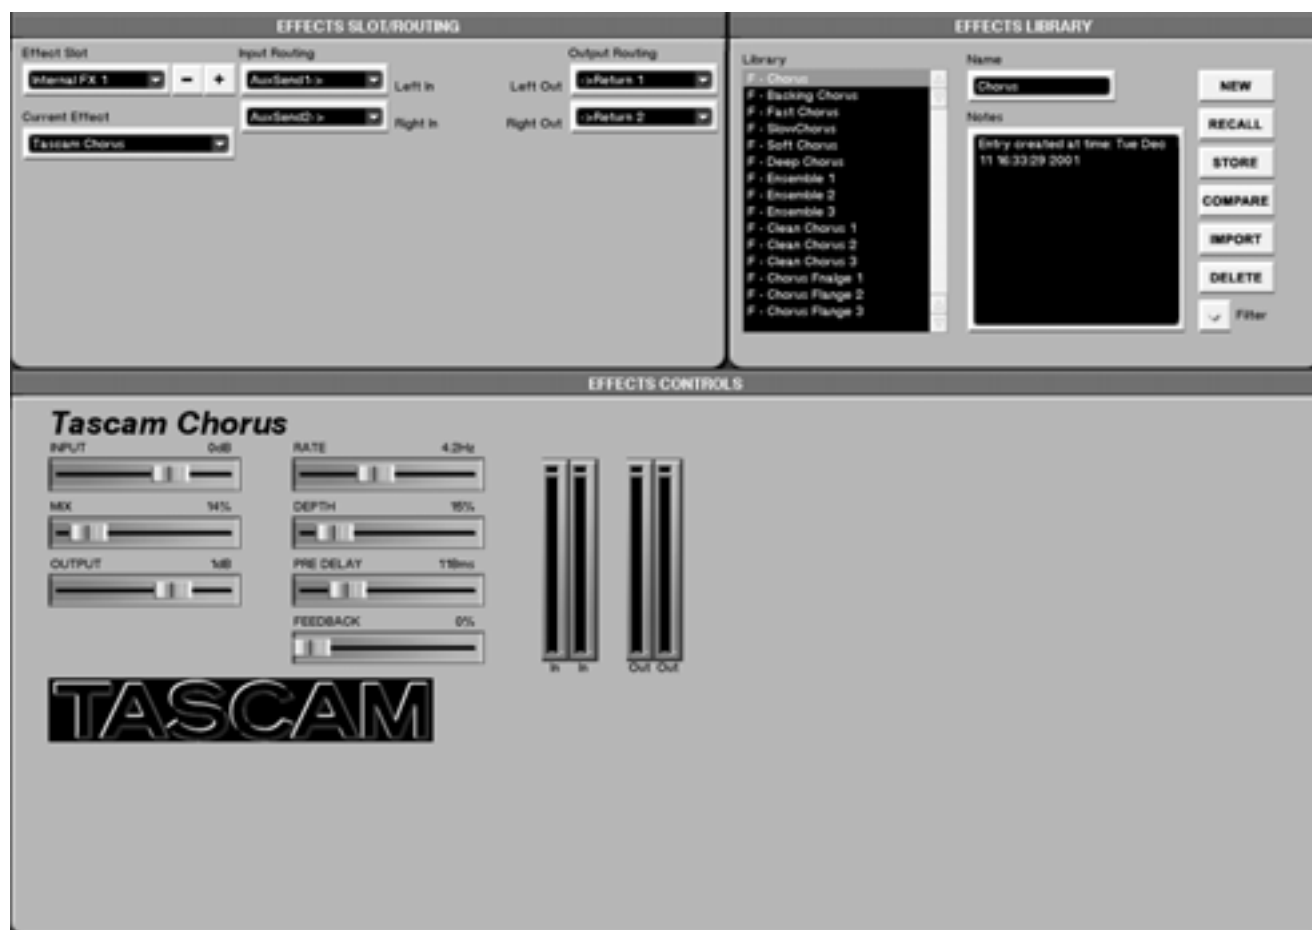 EFFECTS SLOT/ROUTING
Effect Slot
Input Routing
Output Routing
Internal FX 1
-
+
AuxSend1->
Left In
Left Out
->Return 1
Current Effect
AuxSend2->
Right In
Right Out
->Return 2
Tascam Chorus
EFFECTS LIBRARY
Library
F - Chorus
F - Backing Chorus
F - Fast Chorus
F - SlowChorus
F - Soft Chorus
F - Deep Chorus
F - Ensemble 1
F - Ensemble 2
F - Ensemble 3
F - Clean Chorus 1
F - Clean Chorus 2
F - Clean Chorus 3
F - Chorus Fnalge 1
F - Chorus Flange 2
F - Chorus Flange 3
Name
Chorus
Notes
Entry created at time: Tue Dec
11 16:33:29 2001
NEW
RECALL
STORE
COMPARE
IMPORT
DELETE
Filter
EFFECTS CONTROLS
Tascam Chorus
INPUT 0dB
RATE 4.2Hz
MIX 14%
DEPTH 15%
OUTPUT 1dB
PRE DELAY 118ms
FEEDBACK 0%
In In Out Out
TASCAM